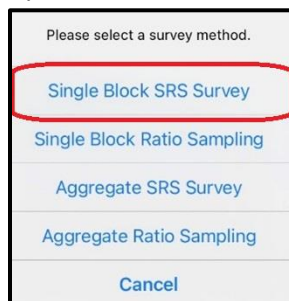 Please select a survey method.
Single Block SRS Survey
Single Block Ratio Sampling
Aggregate SRS Survey
Aggregate Ratio Sampling
Cancel